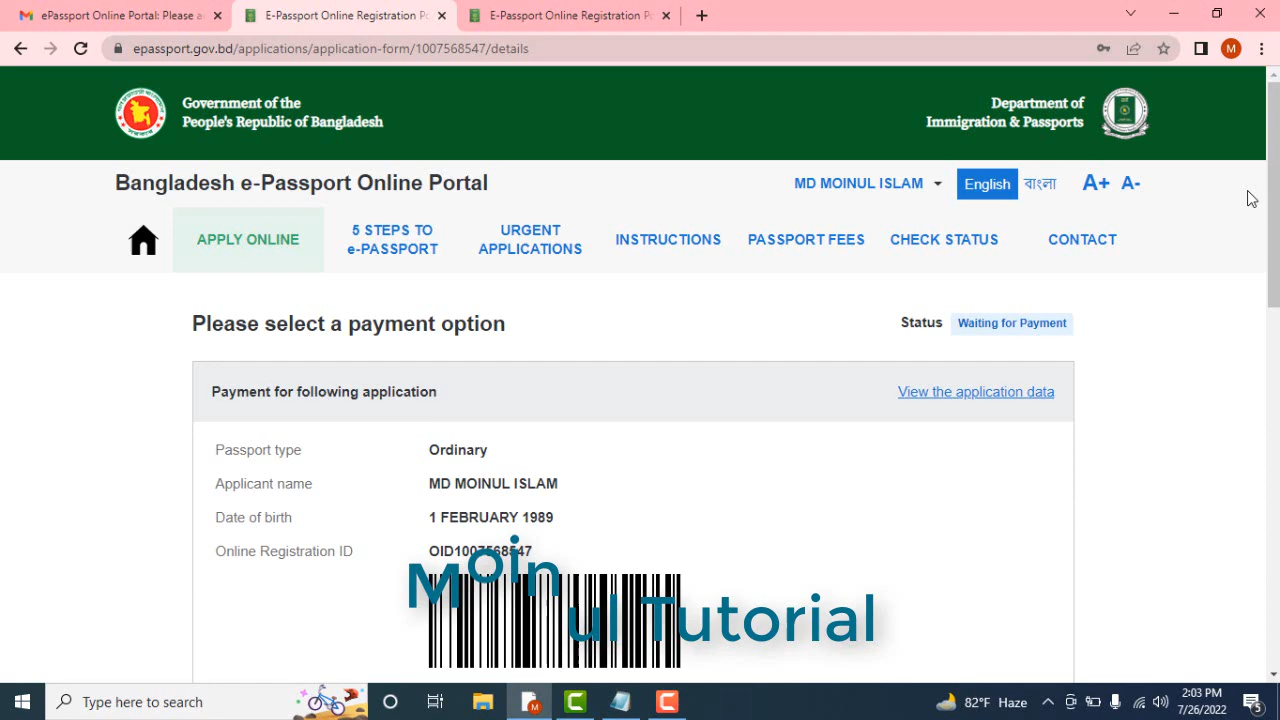 ePassport Online Portal: Please a
E-Passport Online Registration Po
E-Passport Online Registration Po
epassport.gov.bd/applications/application-form/1007568547/details
M
Government of the
People's Republic of Bangladesh
Department of
Immigration & Passports
Bangladesh e-Passport Online Portal
MD MOINUL ISLAM
English
বাংলা
A+
A-
APPLY ONLINE
5 STEPS TO
e-PASSPORT
URGENT
APPLICATIONS
INSTRUCTIONS
PASSPORT FEES
CHECK STATUS
CONTACT
Please select a payment option
Status
Waiting for Payment
Payment for following application
View the application data
Passport type
Ordinary
Applicant name
MD MOINUL ISLAM
Date of birth
1 FEBRUARY 1989
Online Registration ID
OID1007568547
Moinul Tutorial
Type here to search
82°F Haze
2:03 PM
7/26/2022
5